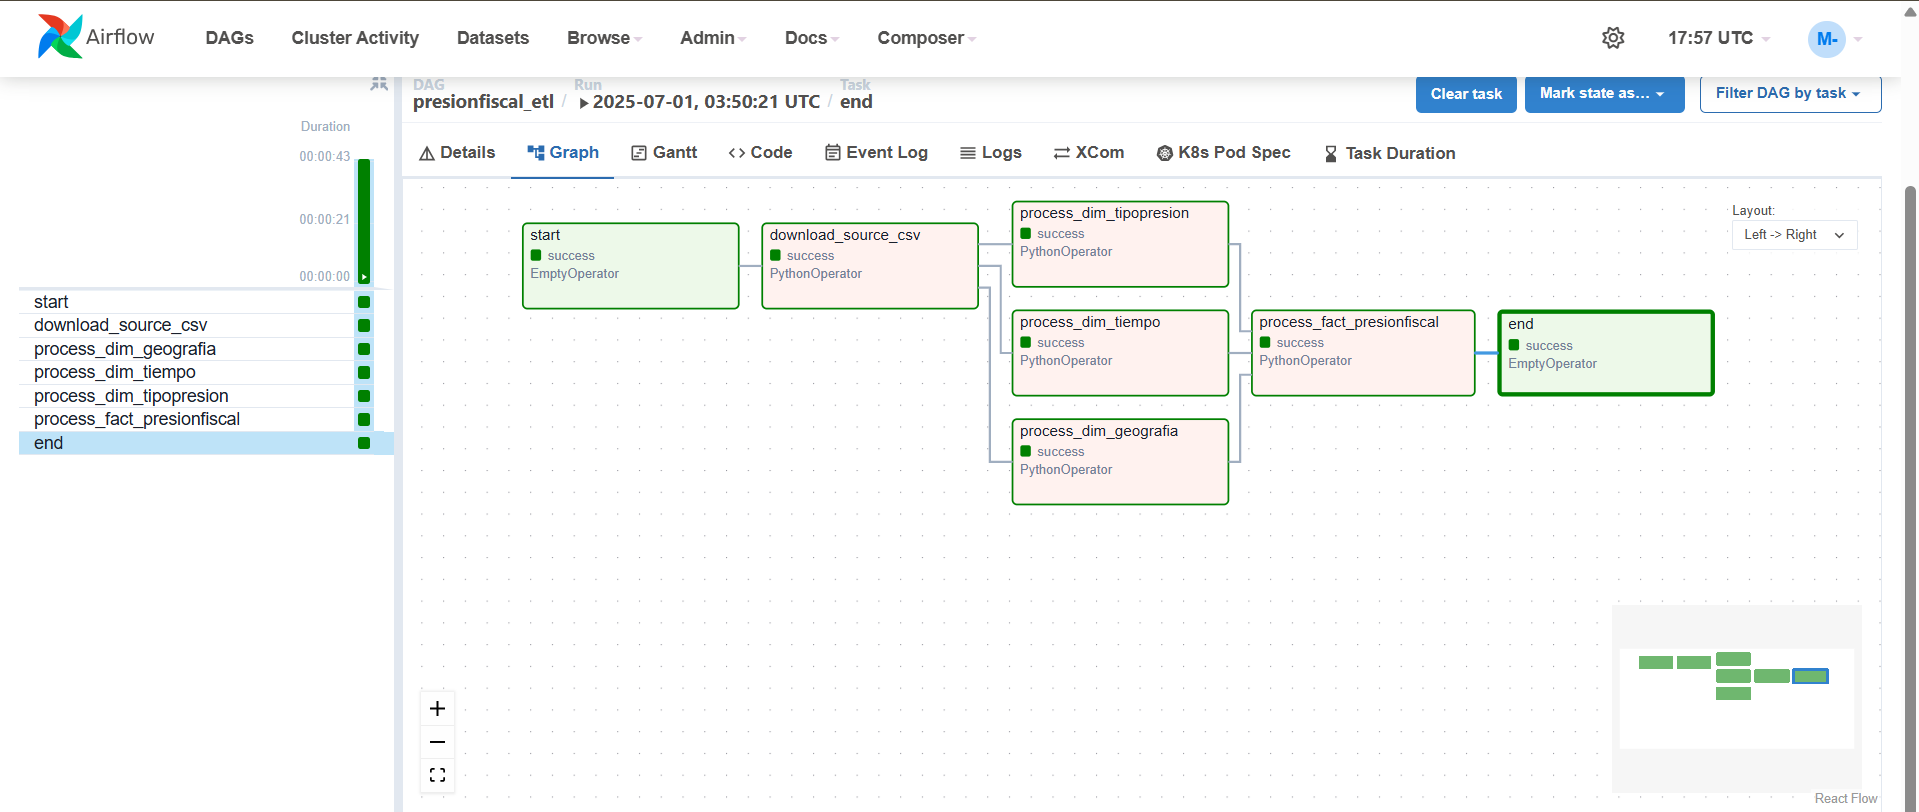 Airflow
DAGs
Cluster Activity
Datasets
Browse
Admin
Docs
Composer
17:57 UTC
M-
DAG
presionfiscal_etl
/
Run
2025-07-01, 03:50:21 UTC
/
Task
end
Clear task
Mark state as...
Filter DAG by task
Details
Graph
Gantt
Code
Event Log
Logs
XCom
K8s Pod Spec
Task Duration
Duration
00:00:43
00:00:21
00:00:00
start
download_source_csv
process_dim_geografia
process_dim_tiempo
process_dim_tipopresion
process_fact_presionfiscal
end
start
success
EmptyOperator
download_source_csv
success
PythonOperator
process_dim_tipopresion
success
PythonOperator
process_dim_tiempo
success
PythonOperator
process_dim_geografia
success
PythonOperator
process_fact_presionfiscal
success
PythonOperator
end
success
EmptyOperator
Layout:
Left -> Right
React Flow